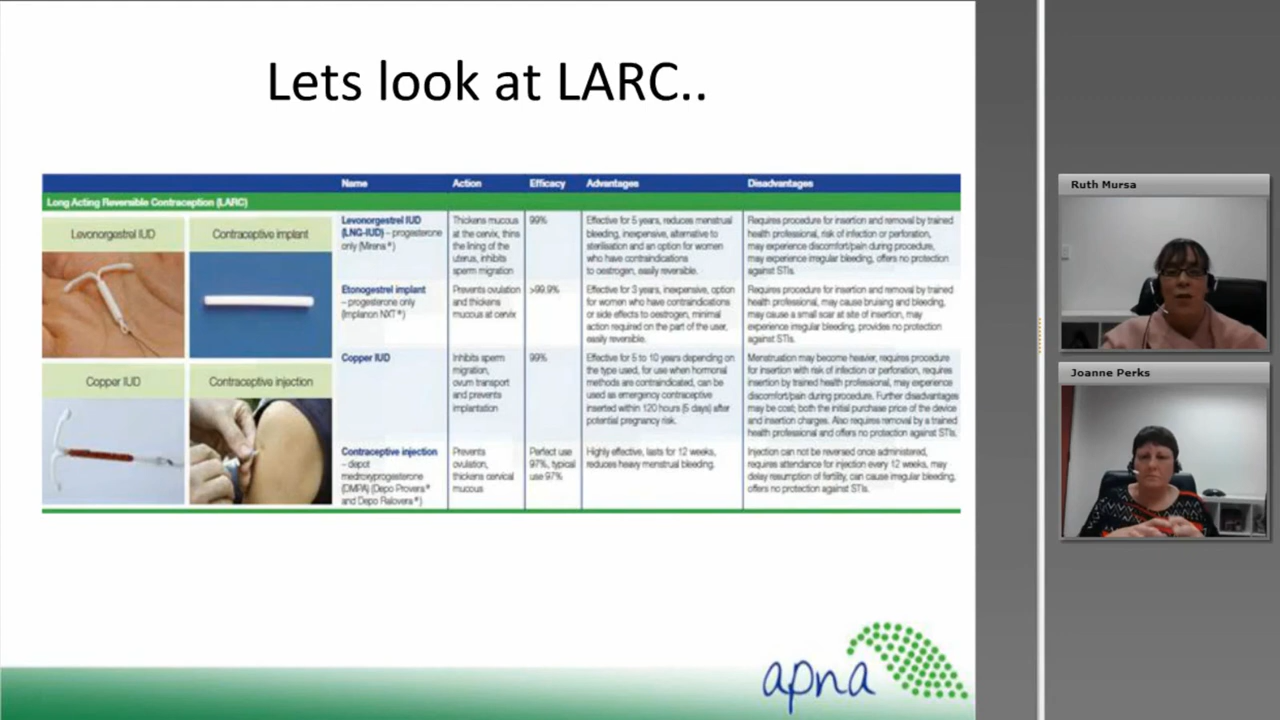 Lets look at LARC..
Name Action Efficacy Advantages Disadvantages
Long Acting Reversible Contraception (LARC)
Levonorgestrel IUD
Contraceptive implant
Copper IUD
Contraceptive injection
Levonorgestrel IUD
(LNG-IUD) – progesterone
only (Mirena®)
Thickens mucous
at the cervix, thins
the lining of the
uterus, inhibits
sperm migration
99%
Effective for 5 years, reduces menstrual
bleeding, inexpensive, alternative to
sterilisation and an option for women
who have contraindications
to oestrogen, easily reversible.
Requires procedure for insertion and removal by trained
health professional, risk of infection or perforation,
may experience discomfort/pain during procedure,
may experience irregular bleeding, offers no protection
against STIs.
Etonogestrel implant
– progesterone only
(Implanon NXT®)
Prevents ovulation
and thickens
mucous at cervix
>99.9%
Effective for 3 years, inexpensive, option
for women who have contraindications
or side effects to oestrogen, minimal
action required on the part of the user,
easily reversible.
Requires procedure for insertion and removal by trained
health professional, may cause bruising and bleeding,
may cause a small scar at site of insertion, may
experience irregular bleeding, provides no protection
against STIs.
Copper IUD
Inhibits sperm
migration,
ovum transport
and prevents
implantation
99%
Effective for 5 to 10 years depending on
the type used, for use when hormonal
methods are contraindicated, can be
used as emergency contraceptive
inserted within 120 hours (5 days) after
potential pregnancy risk.
Menstruation may become heavier, requires procedure
for insertion with risk of infection or perforation, requires
insertion by trained health professional, may experience
discomfort/pain during procedure. Further disadvantages
may be cost; both the initial purchase price of the device
and insertion charges. Also requires removal by a trained
health professional and offers no protection against STIs.
Contraceptive injection
– depot
medroxyprogesterone
(DMPA) (Depo Provera®
and Depo Ralovera®)
Prevents
ovulation,
thickens cervical
mucous
Perfect use
97%, typical
use 97%
Highly effective, lasts for 12 weeks,
reduces heavy menstrual bleeding.
Injection can not be reversed once administered,
requires attendance for injection every 12 weeks, may
delay resumption of fertility, can cause irregular bleeding,
offers no protection against STIs.
apna
Ruth Mursa
Joanne Perks